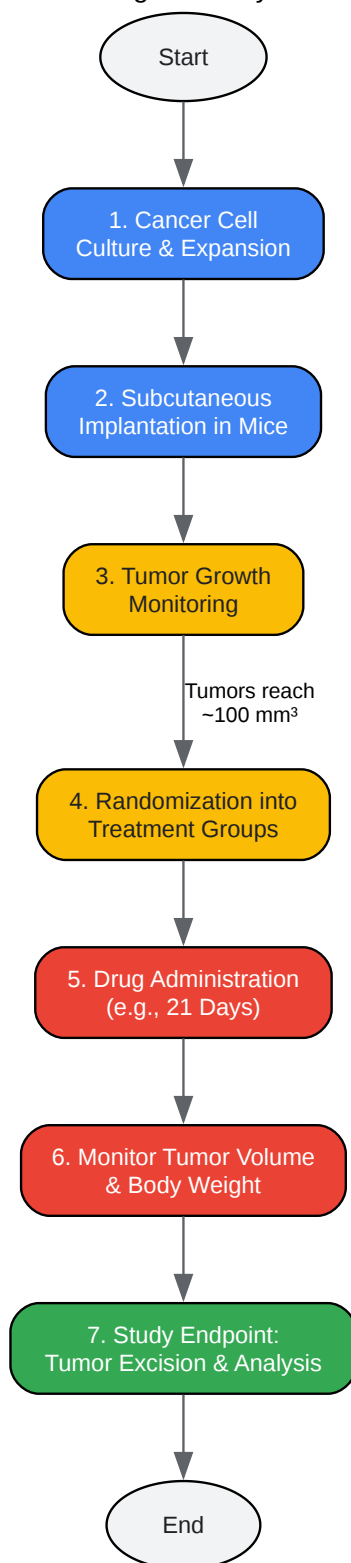 Start
1. Cancer Cell
Culture & Expansion
2. Subcutaneous
Implantation in Mice
3. Tumor Growth
Monitoring
Tumors reach
~100 mm³
4. Randomization into
Treatment Groups
5. Drug Administration
(e.g., 21 Days)
6. Monitor Tumor Volume
& Body Weight
7. Study Endpoint:
Tumor Excision & Analysis
End